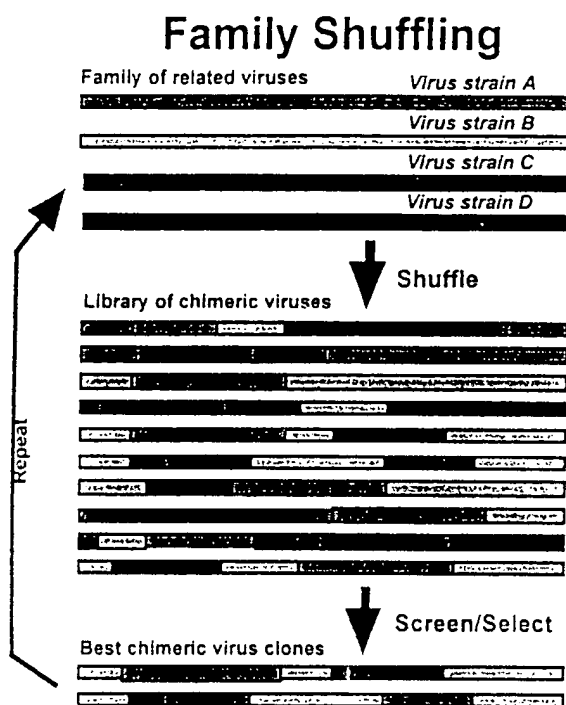 Family Shuffling
Family of related viruses
Virus strain A
Virus strain B
Virus strain C
Virus strain D
Shuffle
Library of chimeric viruses
Repeat
Screen/Select
Best chimeric virus clones